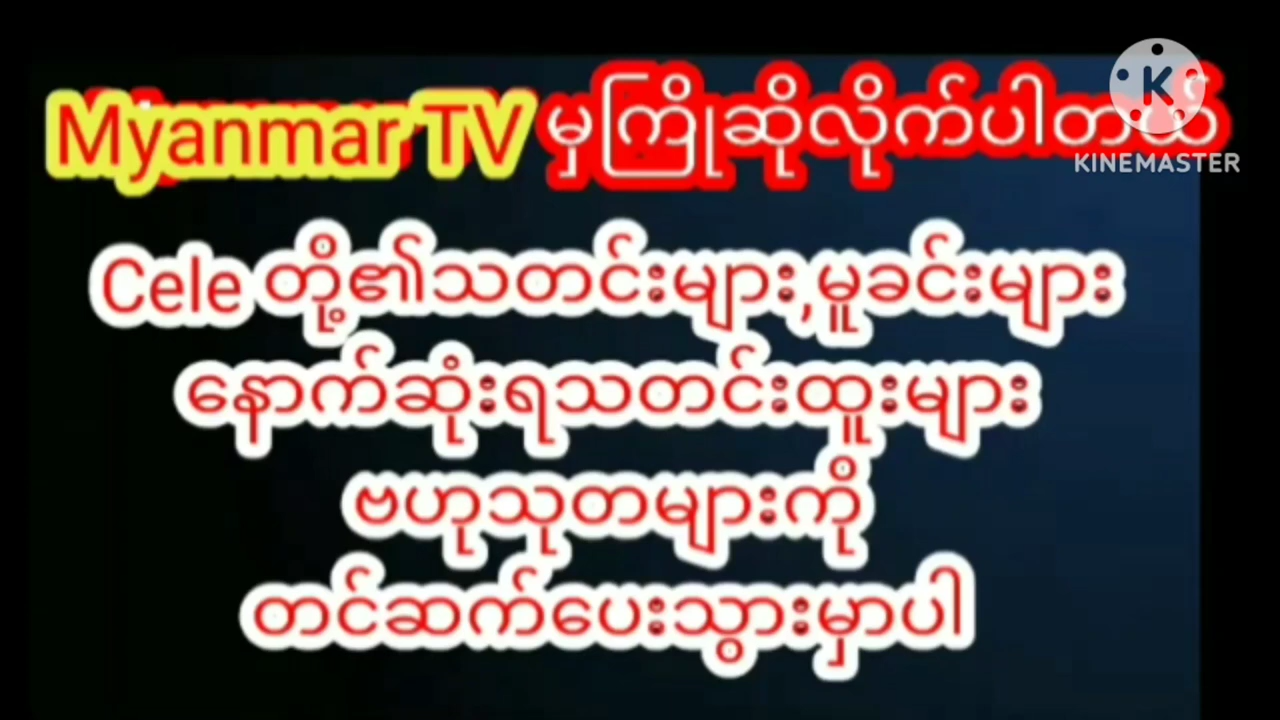 Myanmar TV မှကြိုဆိုလိုက်ပါတယ်
KINEMASTER
Cele တို့၏သတင်းများ,မူခင်းများ
နောက်ဆုံးရသတင်းထူးများ
ဗဟုသုတများကို
တင်ဆက်ပေးသွားမှာပါ